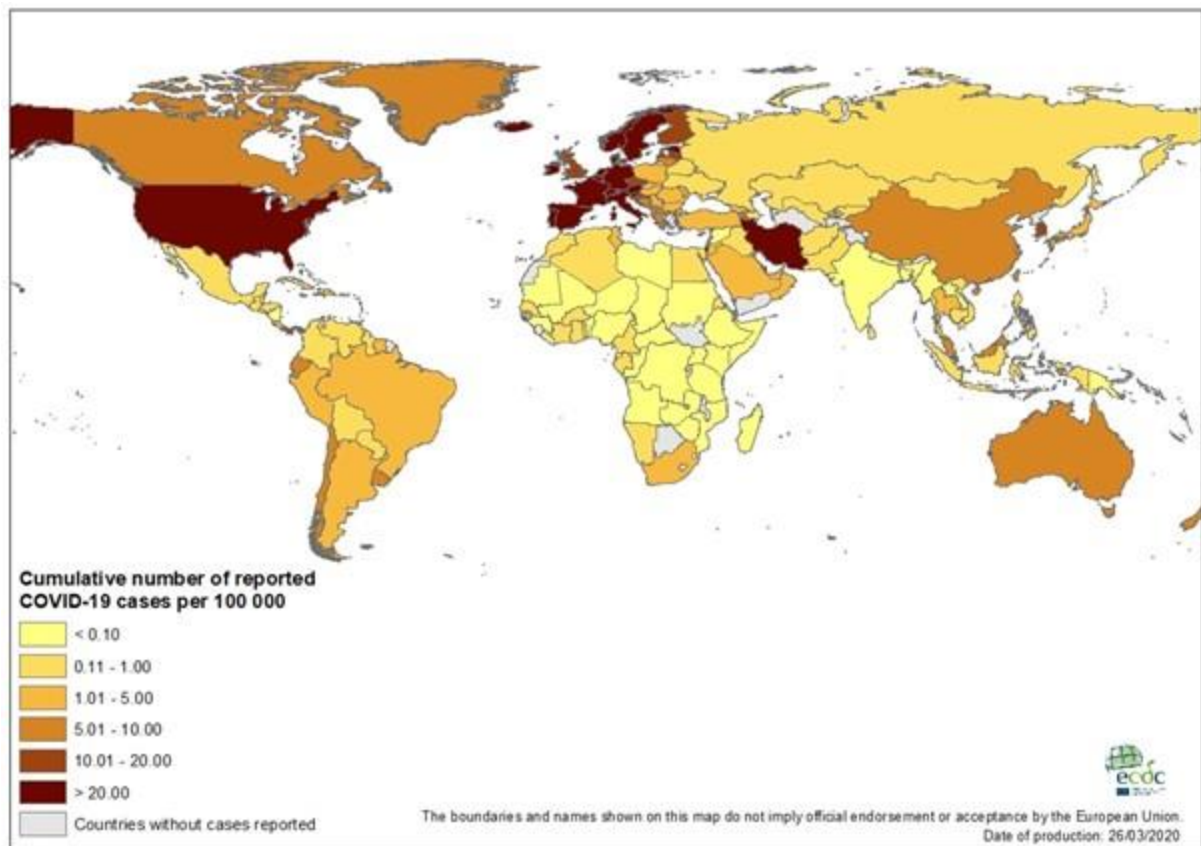 Cumulative number of reported
COVID-19 cases per 100 000
< 0.10
0.11 - 1.00
1.01 - 5.00
5.01 - 10.00
10.01 - 20.00
> 20.00
Countries without cases reported
ecdc
The boundaries and names shown on this map do not imply official endorsement or acceptance by the European Union.
Date of production: 26/03/2020